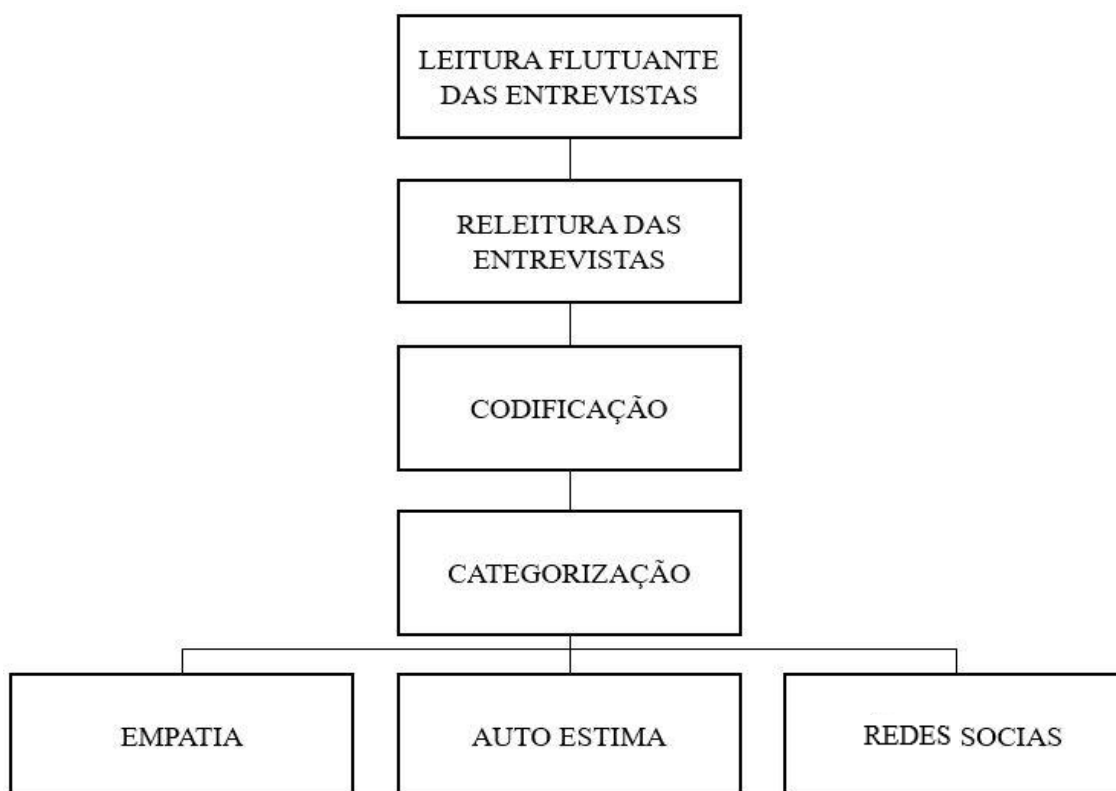 LEITURA FLUTUANTE
DAS ENTREVISTAS
RELEITURA DAS
ENTREVISTAS
CODIFICAÇÃO
CATEGORIZAÇÃO
EMPATIA
AUTO ESTIMA
REDES SOCIAS